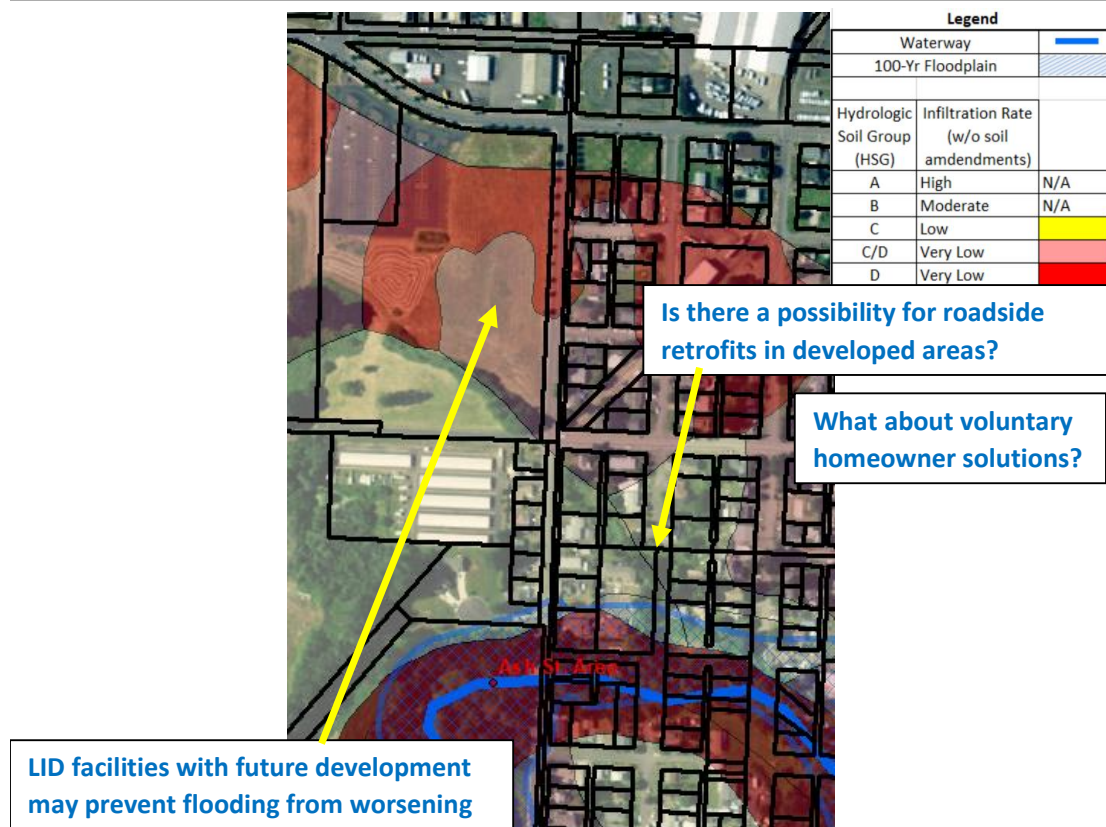 Legend
Waterway
100-Yr Floodplain
Hydrologic Soil Group (HSG)
Infiltration Rate (w/o soil amdendments)
A High N/A
B Moderate N/A
C Low
C/D Very Low
D Very Low
Is there a possibility for roadside
retrofits in developed areas?
What about voluntary
homeowner solutions?
Ash St. Area
LID facilities with future development
may prevent flooding from worsening